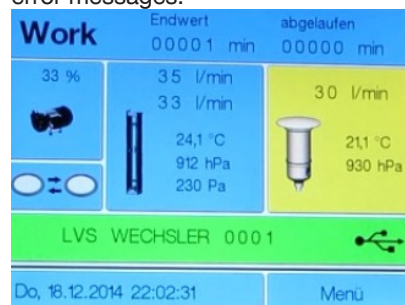 error messages.
Work
Endwert
00001 min
abgelaufen
00000 min
33 %
35 l/min
33 l/min
24,1 °C
912 hPa
230 Pa
30 l/min
21,1 °C
930 hPa
LVS WECHSLER 0001
Do, 18.12.2014 22:02:31
Menü